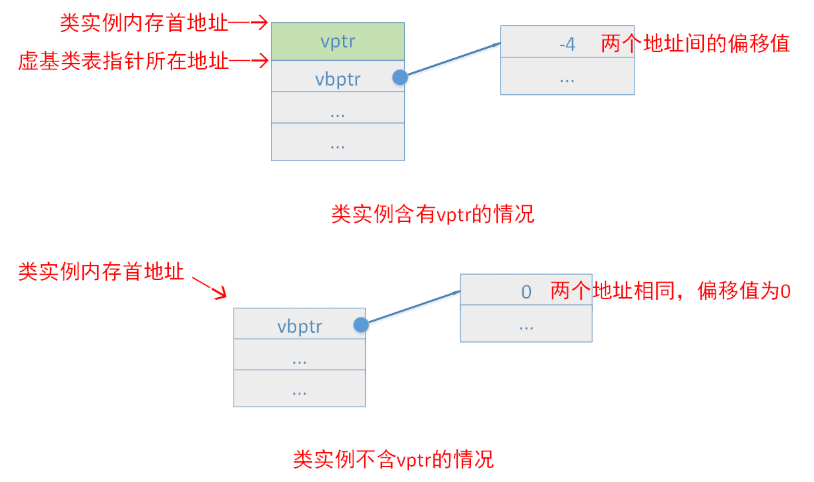 类实例内存首地址
vptr
-4 两个地址间的偏移值
虚基类表指针所在地址
vbptr
...
...
...
类实例含有vptr的情况
类实例内存首地址
0 两个地址相同，偏移值为0
vbptr
...
...
...
类实例不含vptr的情况